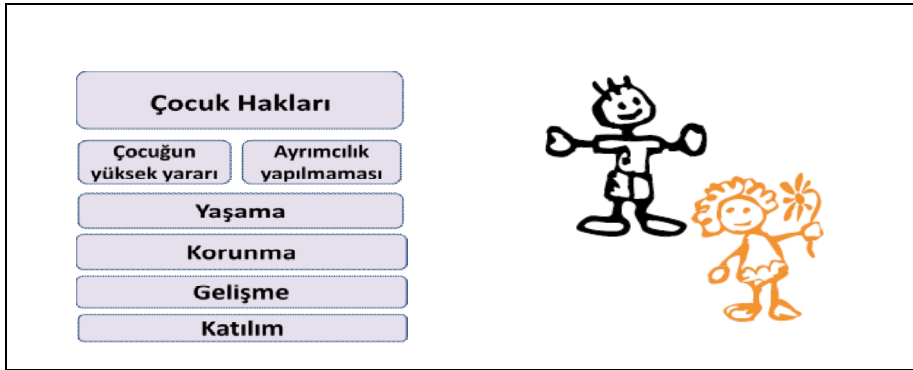 Çocuk Hakları
Çocuğun
yüksek yararı
Ayrımcılık
yapılmaması
Yaşama
Korunma
Gelişme
Katılım